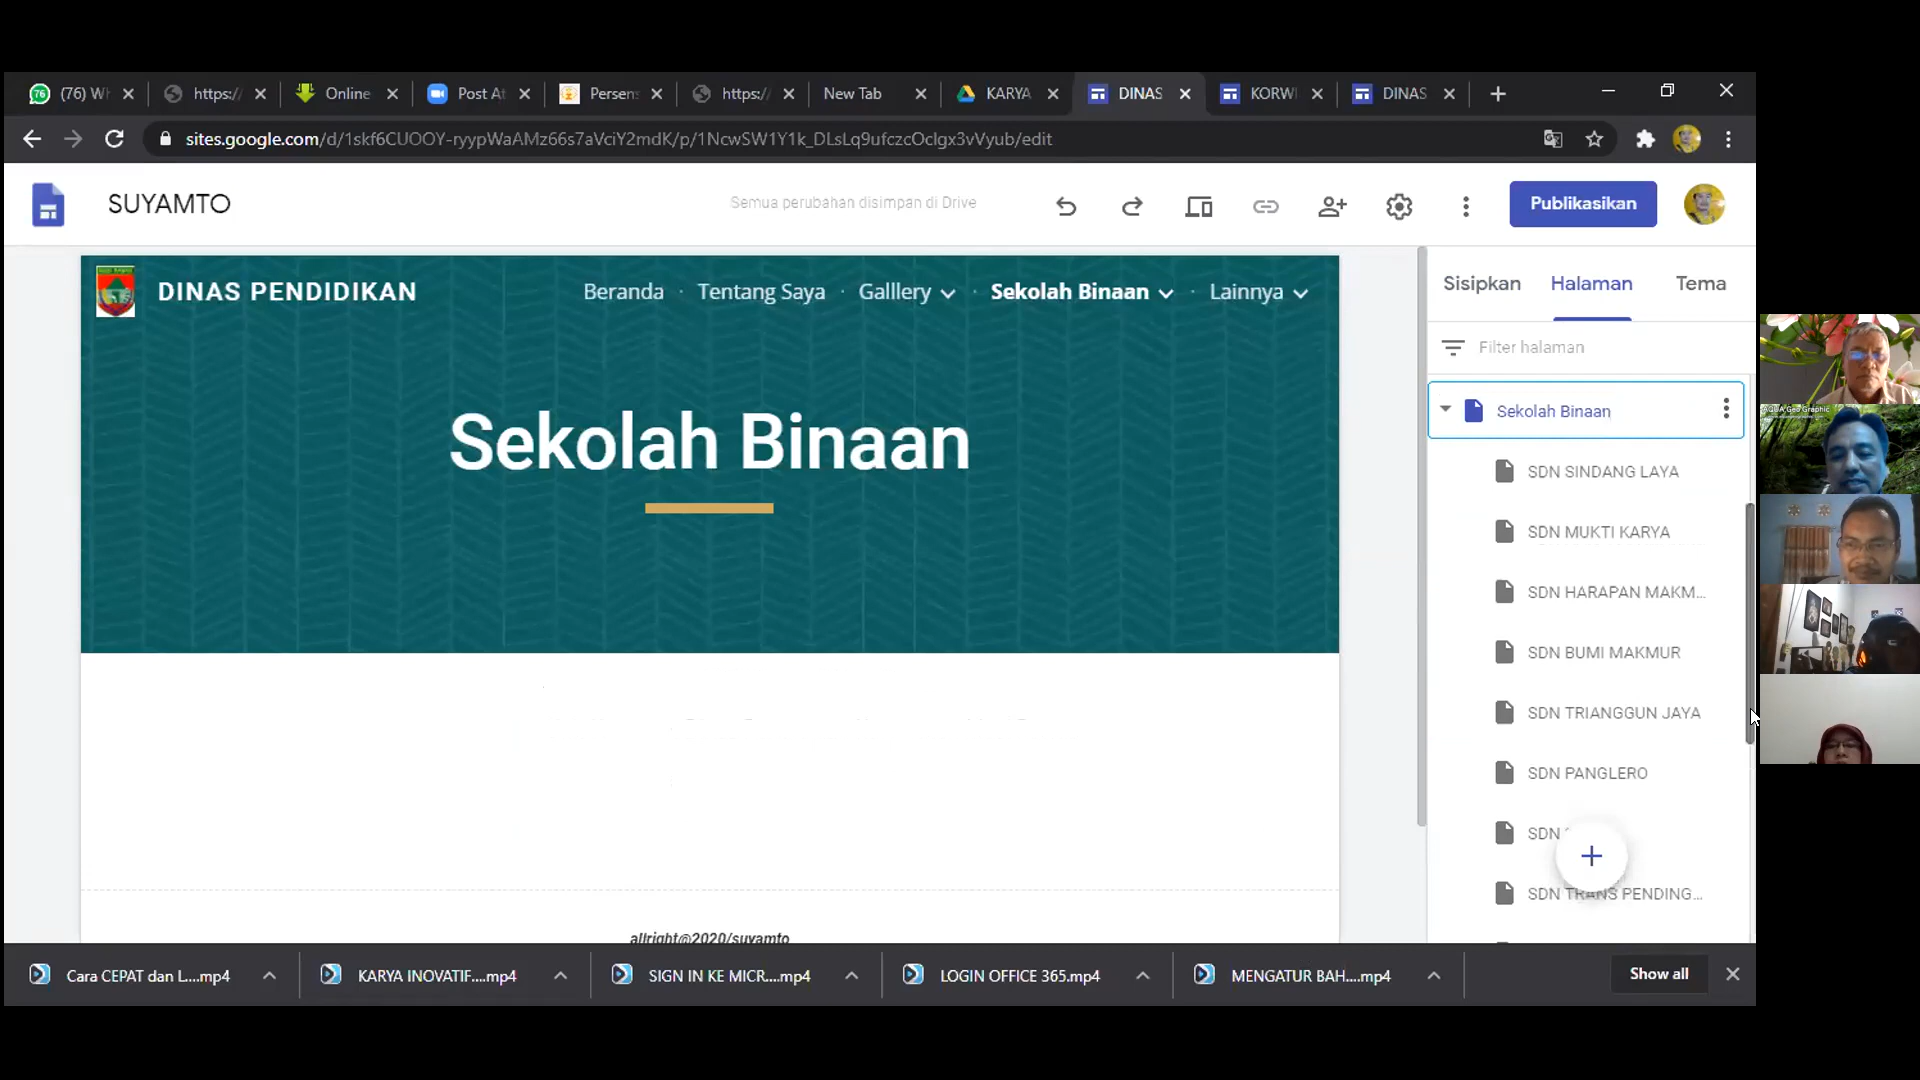 (76) Wh
https:/
Online
Post At
Persens
https:/
New Tab
KARYA
DINAS
KORWI
DINAS
sites.google.com/d/1skf6CUOOY-ryypWaAMz66s7aVciY2mdK/p/1NcwSW1Y1k_DLsLq9ufczcOcIgx3vVyub/edit
SUYAMTO
Semua perubahan disimpan di Drive
Publikasikan
DINAS PENDIDIKAN
Beranda · Tentang Saya · Galllery · Sekolah Binaan · Lainnya
Sekolah Binaan
allright@2020/suyamto
Sisipkan
Halaman
Tema
Filter halaman
Sekolah Binaan
SDN SINDANG LAYA
SDN MUKTI KARYA
SDN HARAPAN MAKM...
SDN BUMI MAKMUR
SDN TRIANGGUN JAYA
SDN PANGLERO
SDN
SDN TRANS PENDING...
Cara CEPAT dan L....mp4
KARYA INOVATIF....mp4
SIGN IN KE MICR....mp4
LOGIN OFFICE 365.mp4
MENGATUR BAH....mp4
Show all